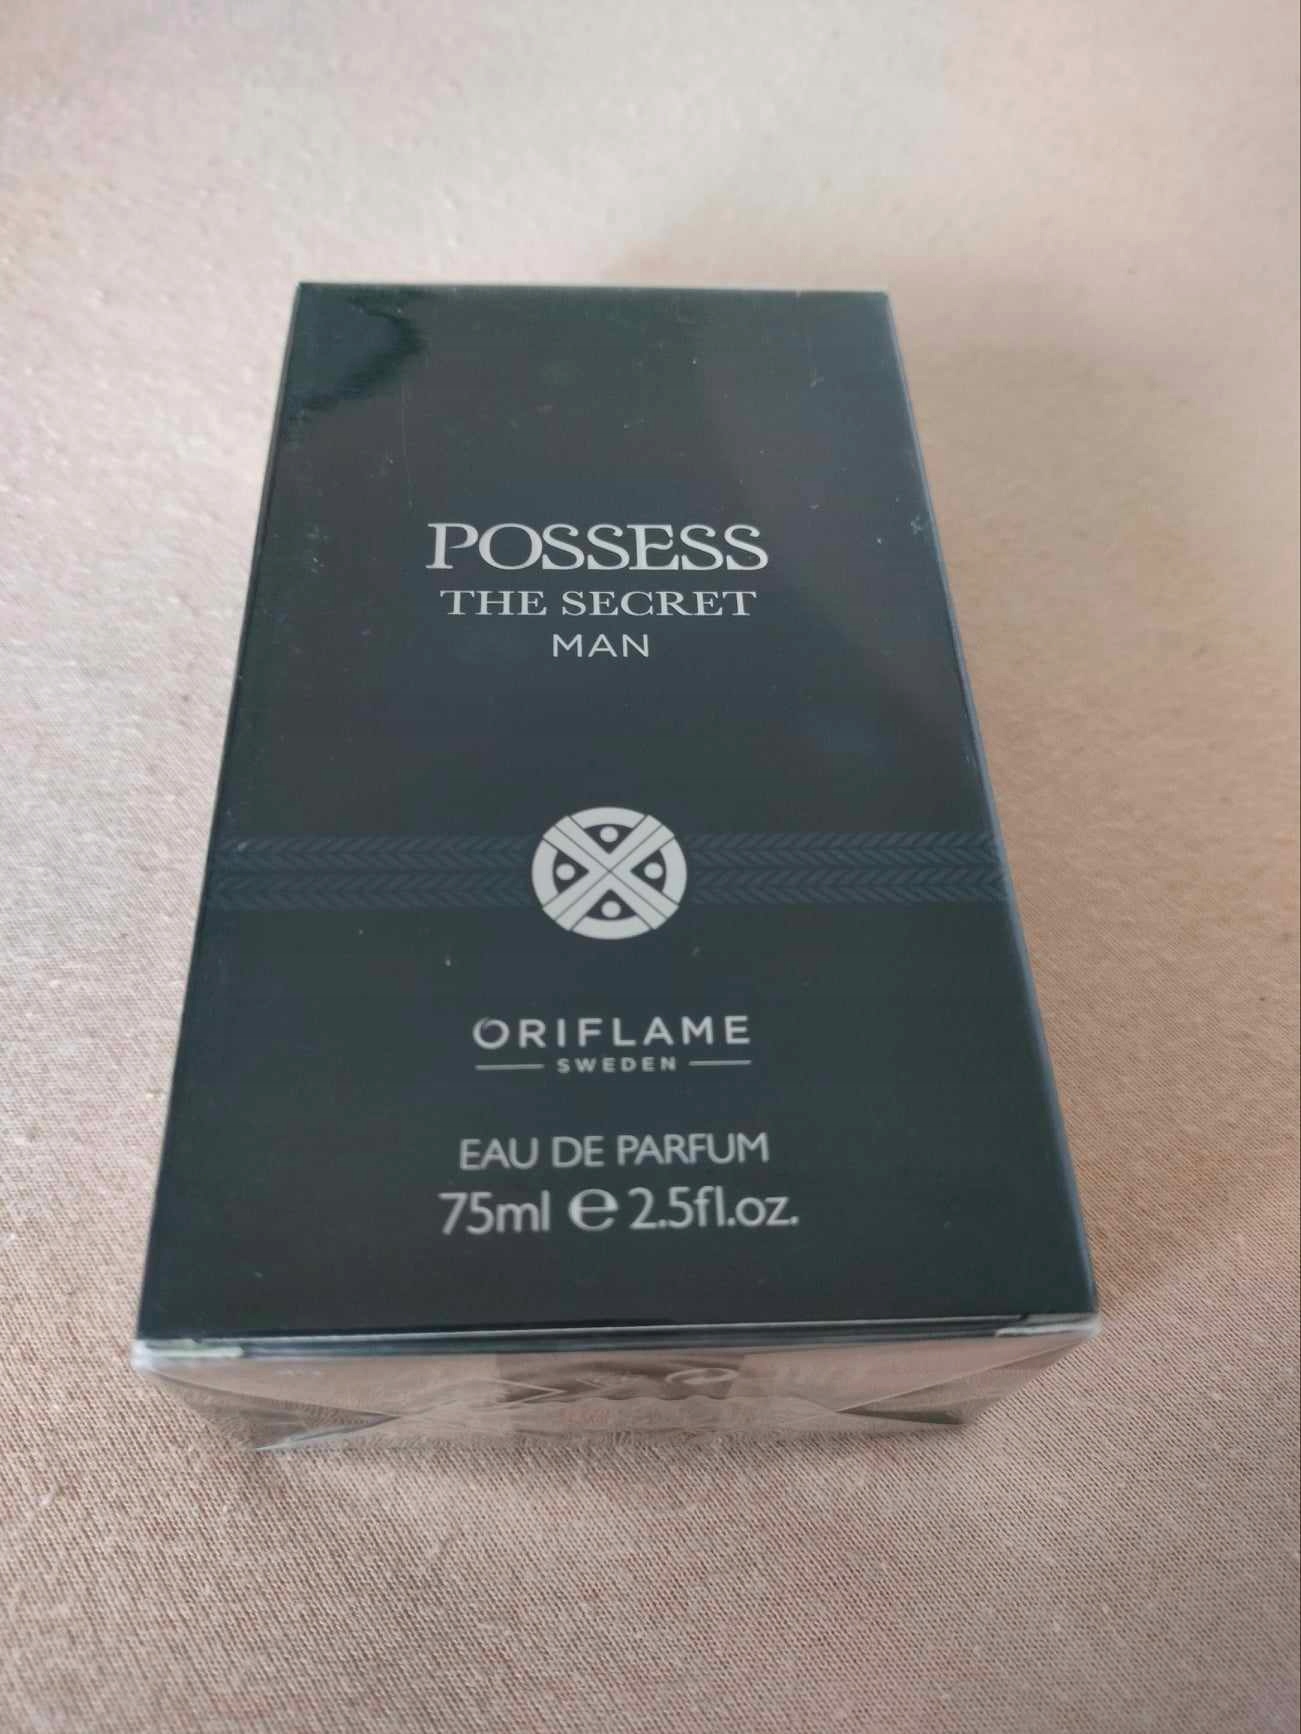 POSSESS
THE SECRET
MAN
ORIFLAME
SWEDEN
EAU DE PARFUM
75ml ℮ 2.5fl.oz.